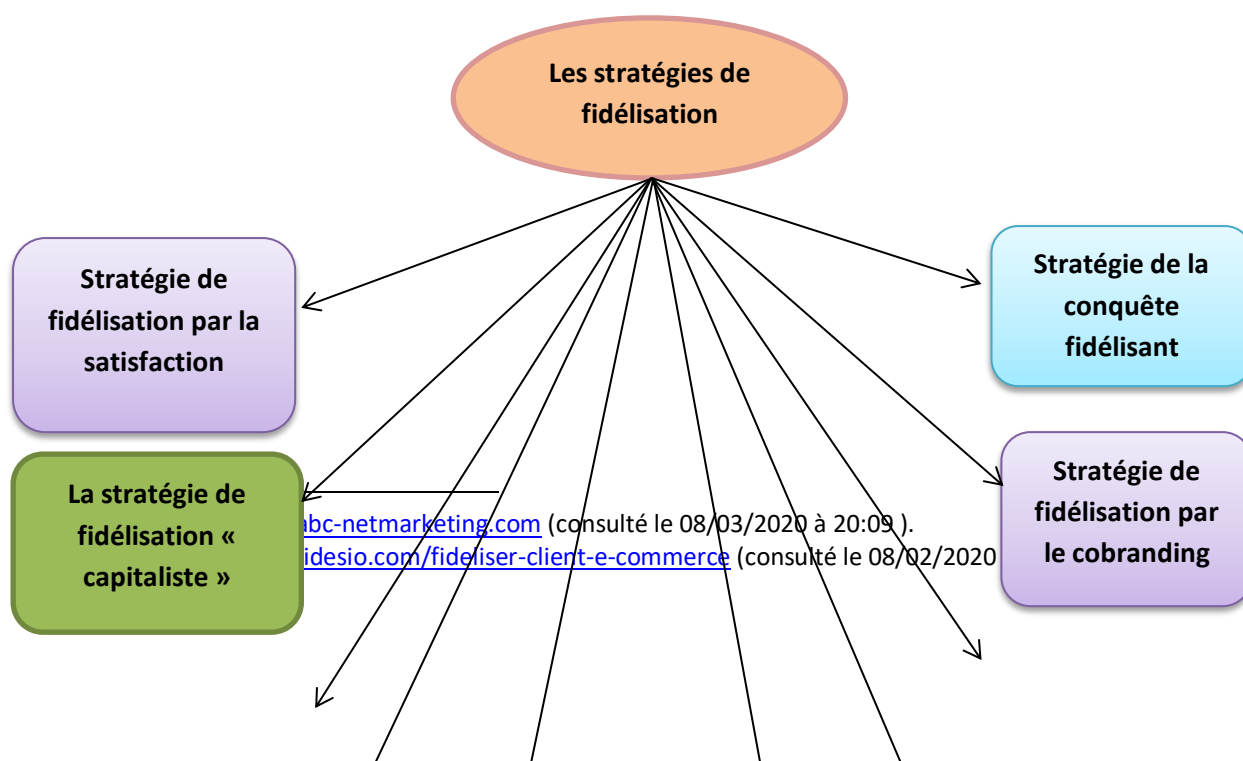 Les stratégies de
fidélisation
Stratégie de
fidélisation par la
satisfaction
Stratégie de la
conquête
fidélisant
La stratégie de
fidélisation «
capitaliste »
Stratégie de
fidélisation par
le cobranding
abc-netmarketing.com (consulté le 08/03/2020 à 20:09 ).
idesio.com/fideliser-client-e-commerce (consulté le 08/02/2020